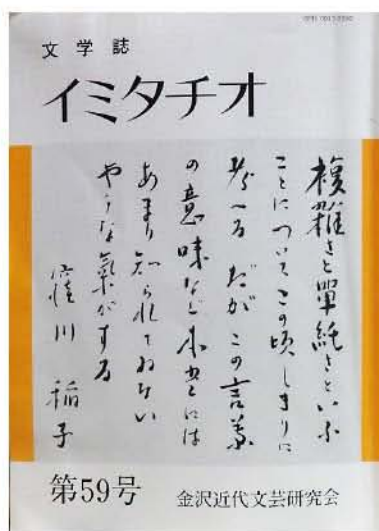 文学誌
イミタチオ
複雜さと單純さといふ
ことについてこの頃しきりに
考へる だがこの言葉
の意味など本当には
あまり知られてゐない
やうな氣がする
窪川稲子
第59号
金沢近代文芸研究会